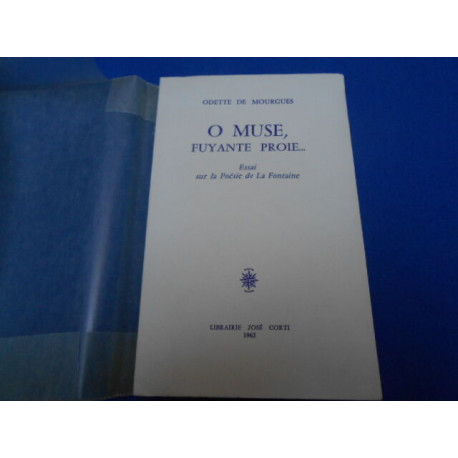 ODETTE DE MOURGUES
O MUSE,
FUYANTE PROIE...
Essai
sur la Poésie de La Fontaine
LIBRAIRIE JOSÉ CORTI
1962